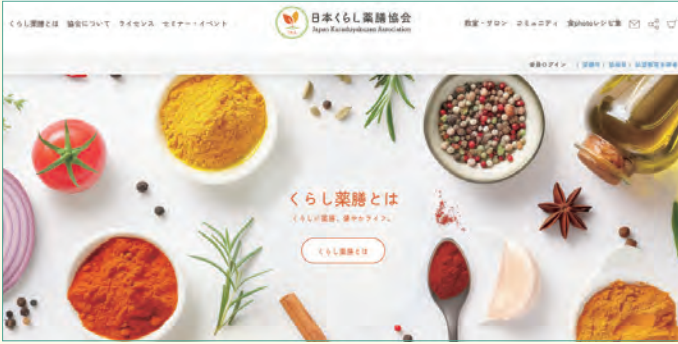 くらし薬膳とは 協会について ライセンス セミナー・イベント
日本くらし薬膳協会
Japan Kurashiyakuzen Association
教室・サロン コミュニティ 食photoレシピ集
会員ログイン
くらし薬膳とは
くらしに薬膳、健やかライフ。
くらし薬膳とは